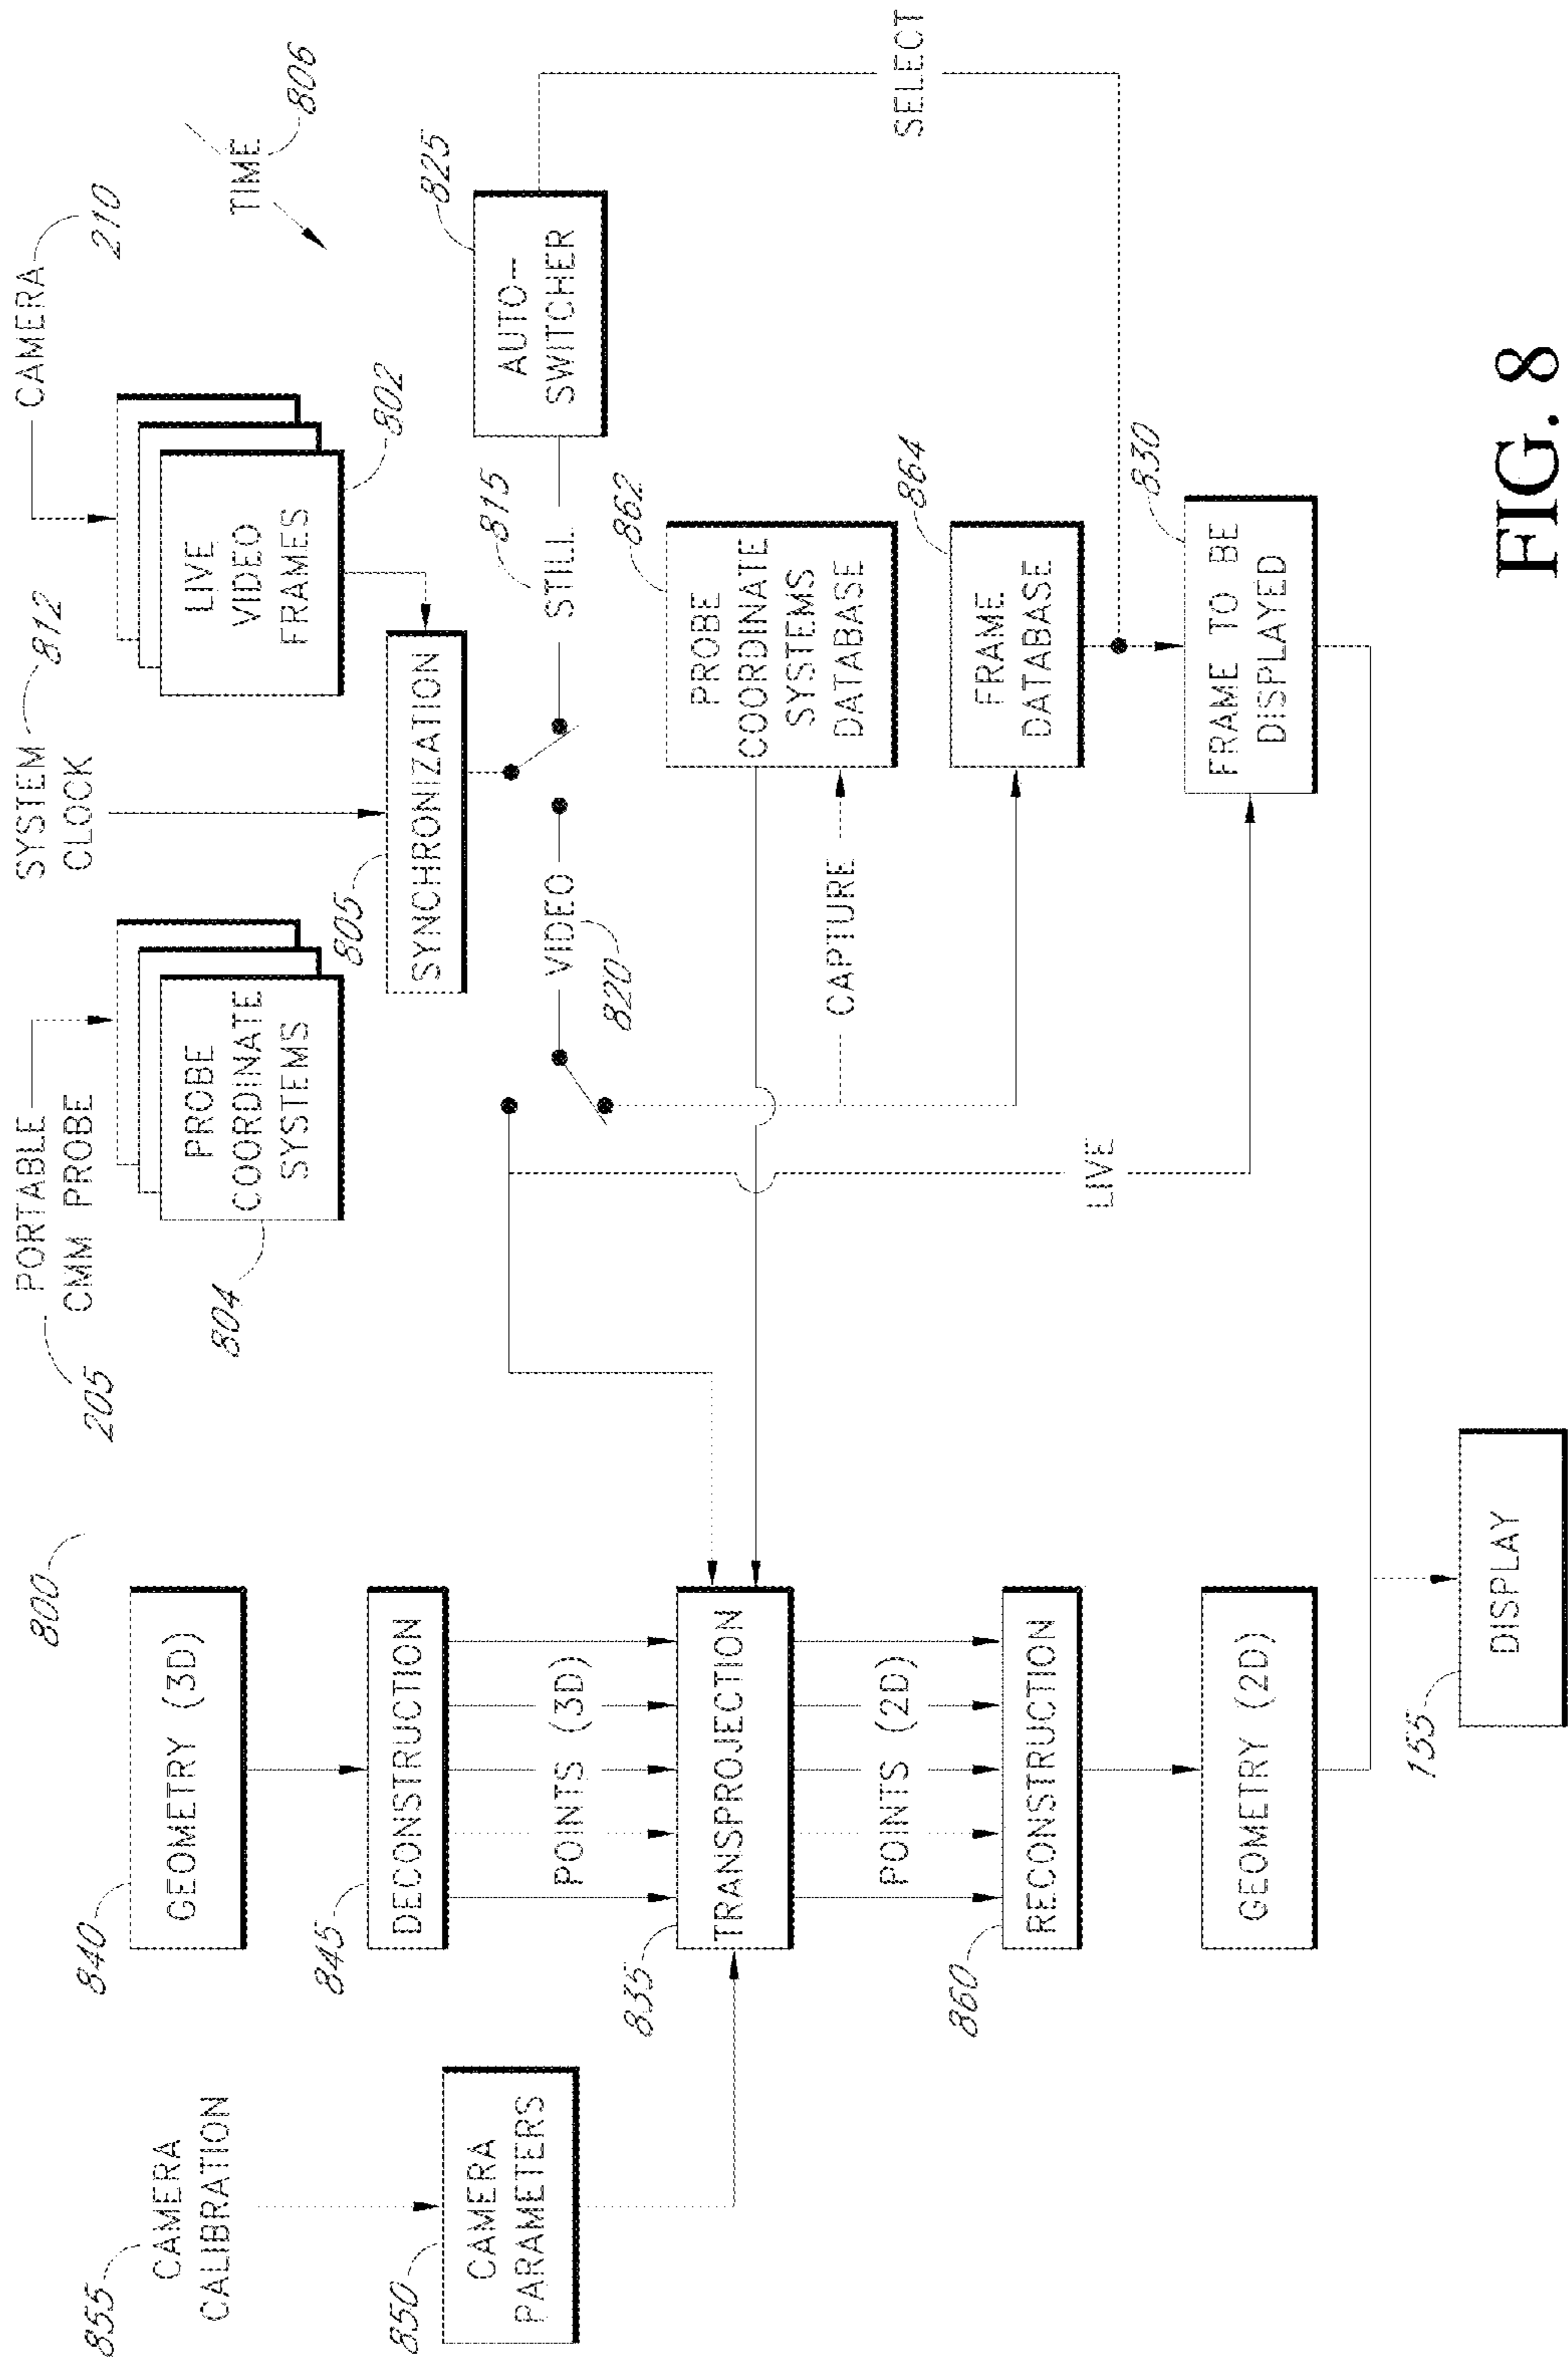 800
PORTABLE
CMM PROBE
205
SYSTEM
CLOCK
812
CAMERA
210
TIME
806
855
CAMERA
CALIBRATION
840
GEOMETRY (3D)
804
PROBE
COORDINATE
SYSTEMS
LIVE
VIDEO
FRAMES
802
850
CAMERA
PARAMETERS
845
DECONSTRUCTION
805
SYNCHRONIZATION
825
AUTO-
SWITCHER
POINTS (3D)
VIDEO
820
STILL
815
835
TRANSPROJECTION
862
PROBE
COORDINATE
SYSTEMS
DATABASE
CAPTURE
POINTS (2D)
SELECT
860
RECONSTRUCTION
864
FRAME
DATABASE
LIVE
830
FRAME TO BE
DISPLAYED
GEOMETRY (2D)
155
DISPLAY
FIG. 8